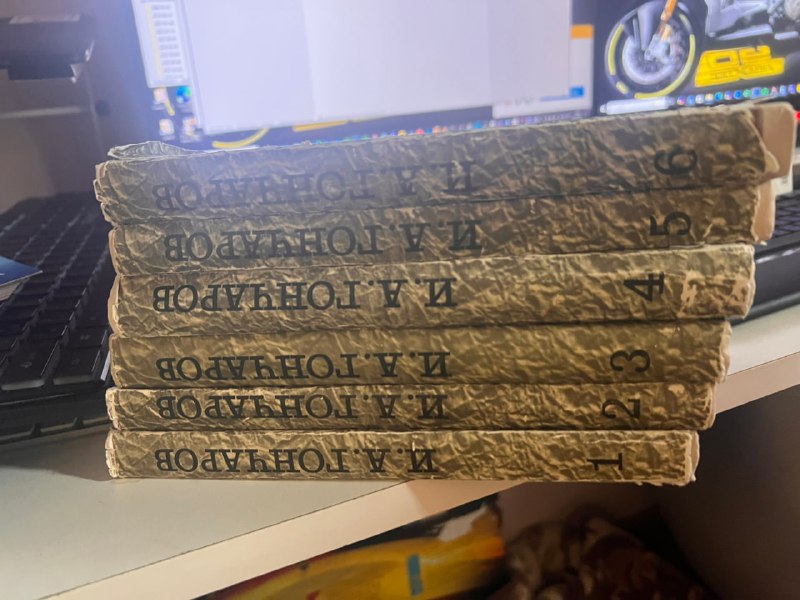 И. А. ГОНЧАРОВ 6
И. А. ГОНЧАРОВ 5
И. А. ГОНЧАРОВ 4
И. А. ГОНЧАРОВ 3
И. А. ГОНЧАРОВ 2
И. А. ГОНЧАРОВ 1